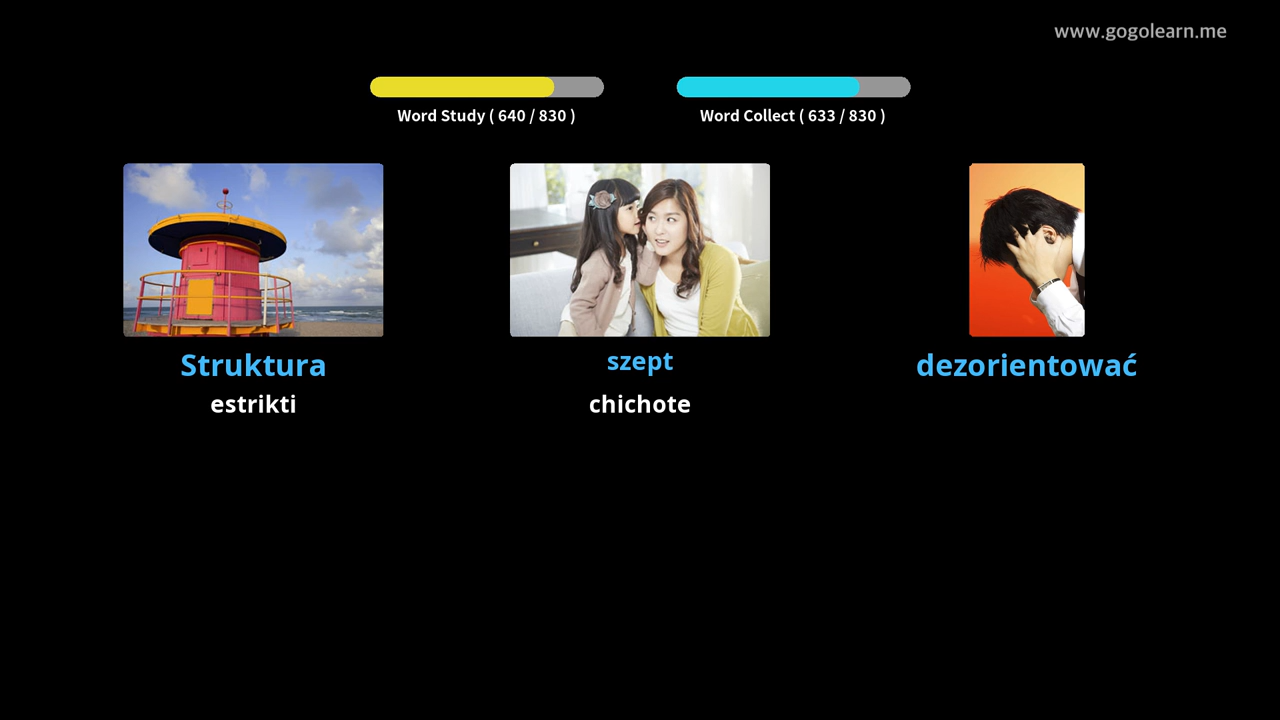 www.gogolearn.me
Word Study ( 640 / 830 )
Word Collect ( 633 / 830 )
Struktura
estrikti
szept
chichote
dezorientować